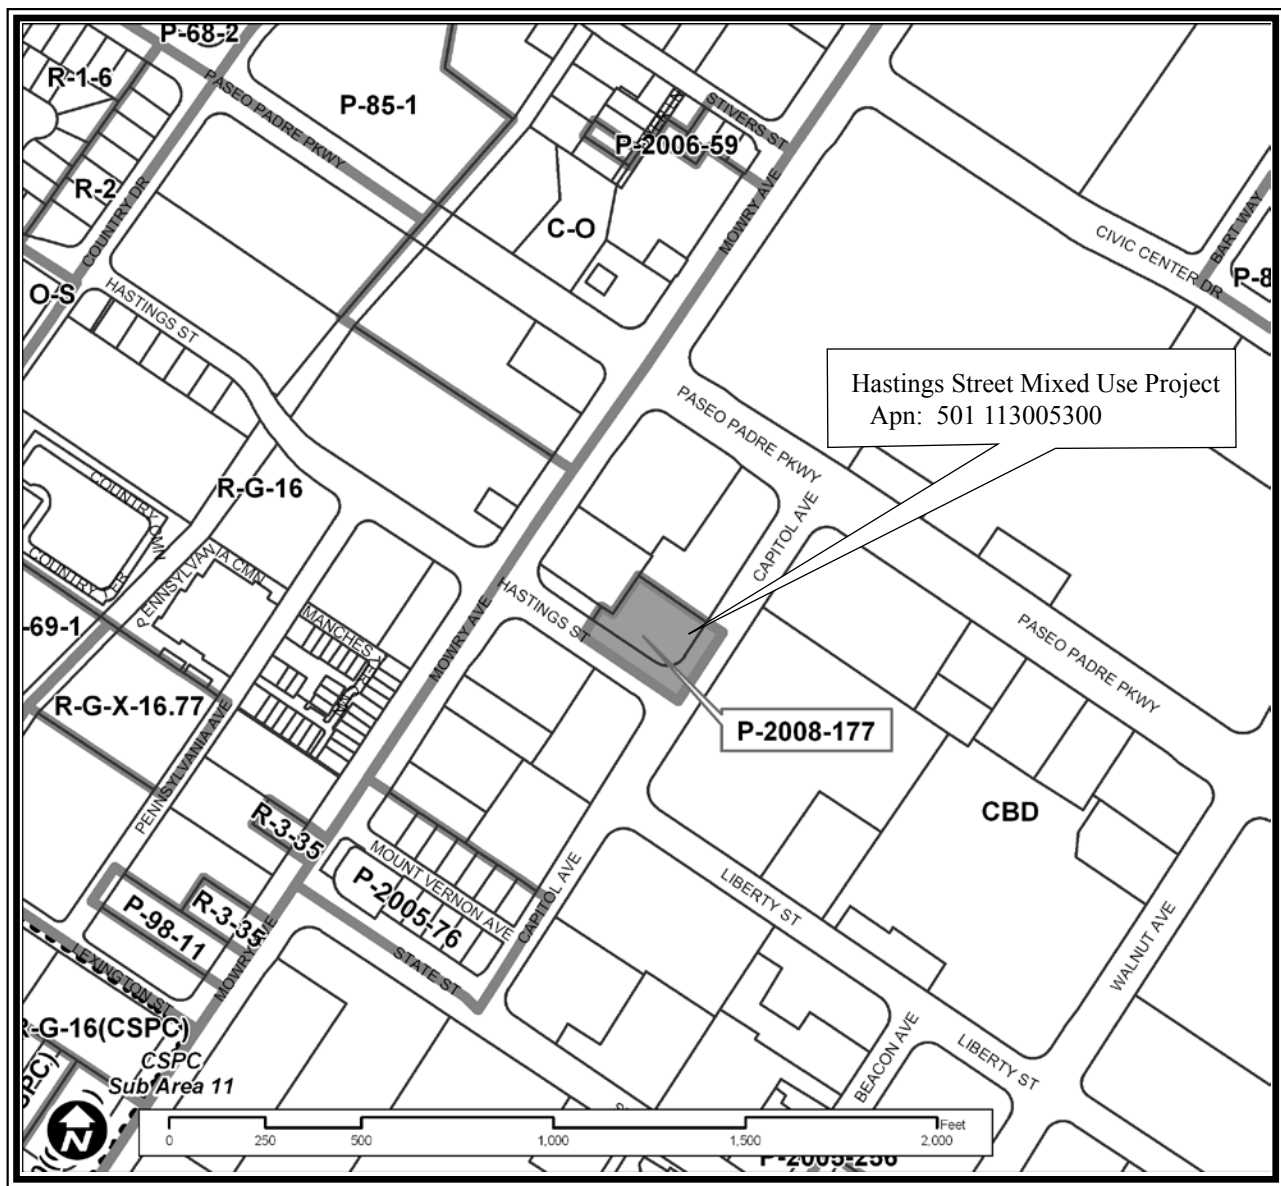 P-68-2
R-1-6
PASEO PADRE PKWY
P-85-1
STIVERS ST
P-2006-59
R-2
COUNTRY DR
MOWRY AVE
C-O
CIVIC CENTER DR
BART WAY
P-8
O-S
HASTINGS ST
Hastings Street Mixed Use Project
Apn: 501 113005300
PASEO PADRE PKWY
CAPITOL AVE
R-G-16
COUNTRY CMN
COUNTRY TER
PENNSYLVANIA CMN
HASTINGS ST
MANCHES
-69-1
MOWRY AVE
PASEO PADRE PKWY
R-G-X-16.77
P-2008-177
PENNSYLVANIA AVE
CBD
R-3-35
MOUNT VERNON AVE
CAPITOL AVE
P-2005-76
LIBERTY ST
R-3-35
P-98-11
MOWRY AVE
STATE ST
LEXINGTON ST
WALNUT AVE
R-G-16(CSPC)
CSPC
Sub Area 11
BEACON AVE
LIBERTY ST
N
0 250 500 1,000 1,500 2,000
Feet
P-2005-256